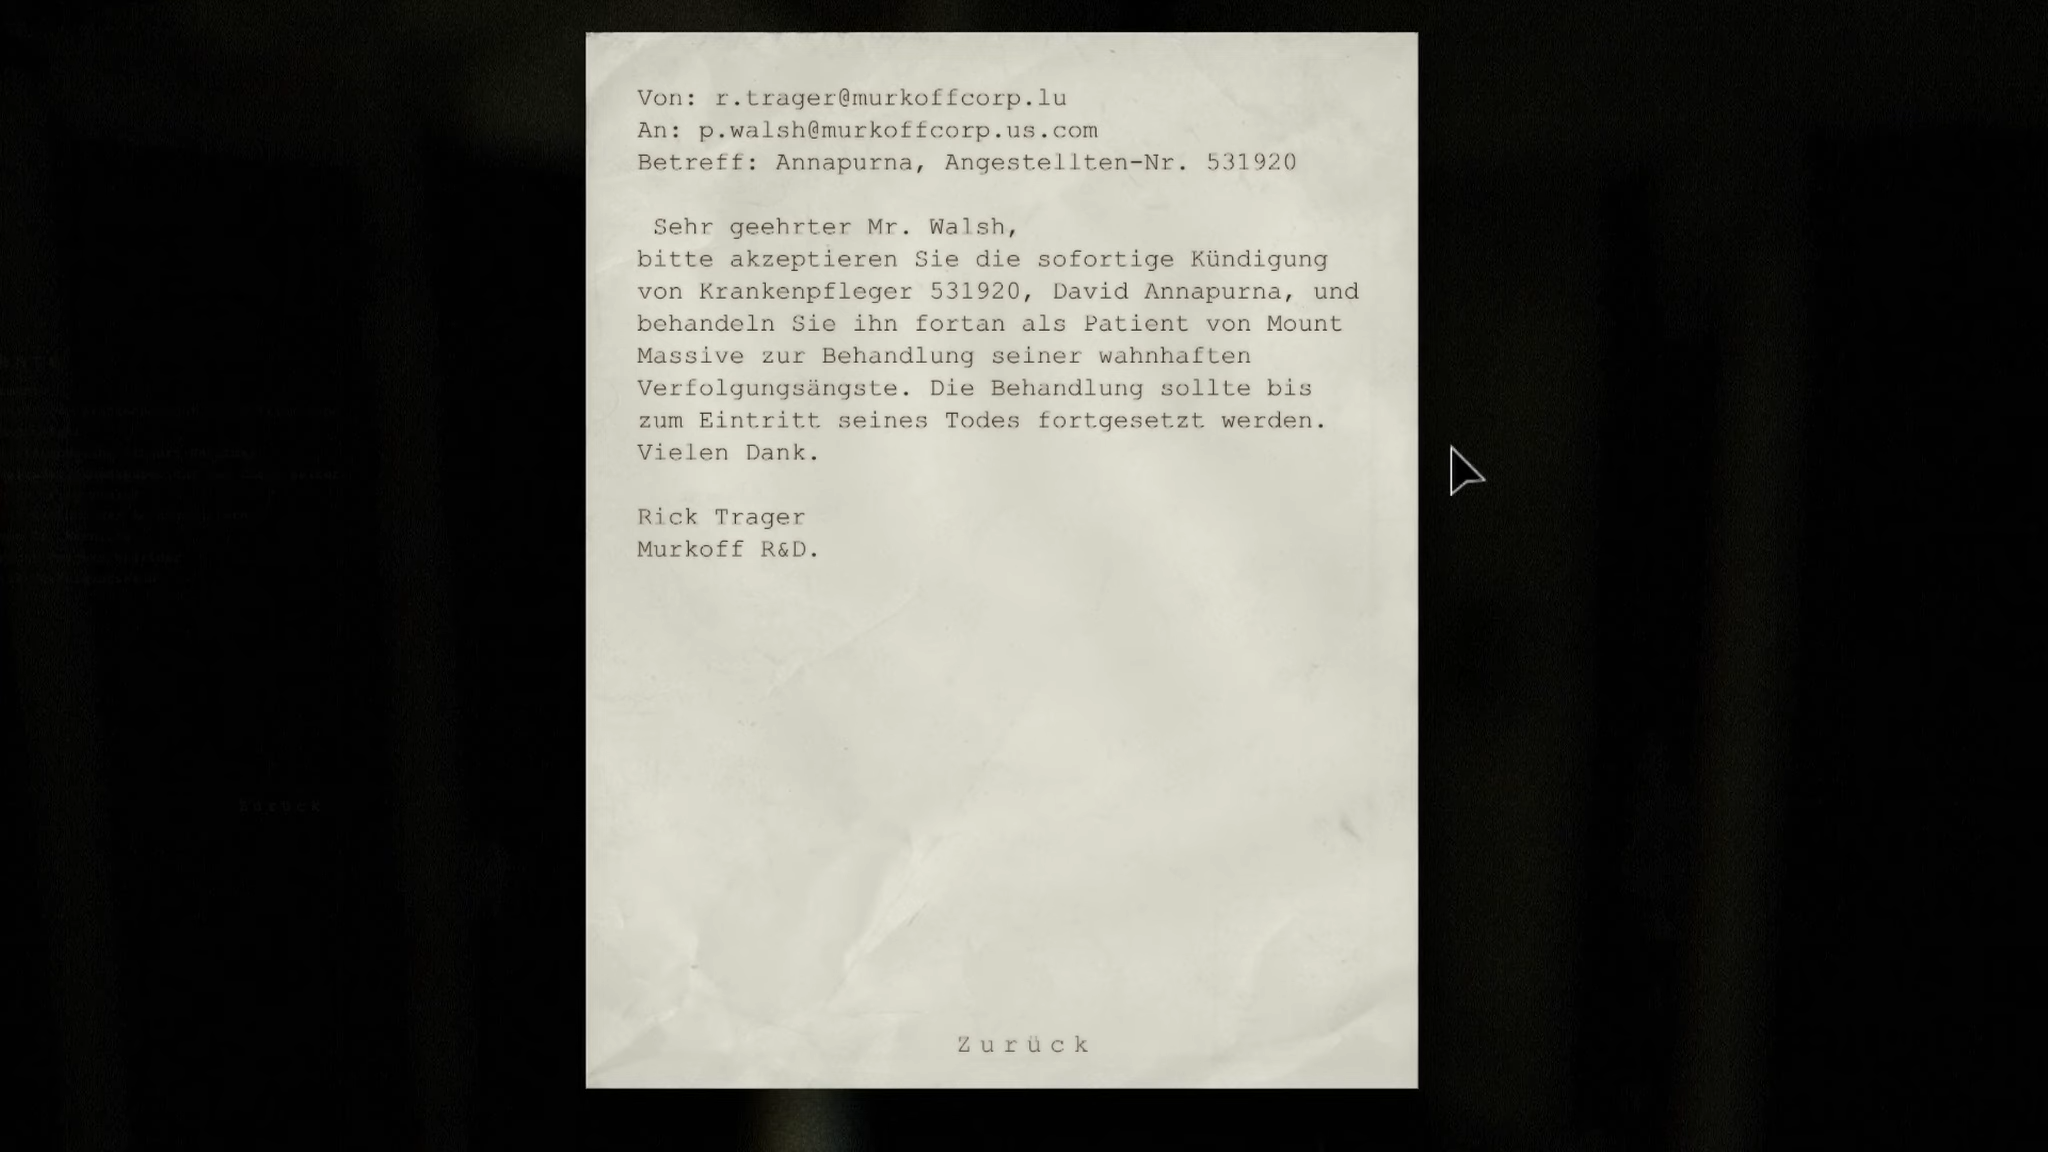 Von: r.trager@murkoffcorp.lu
An: p.walsh@murkoffcorp.us.com
Betreff: Annapurna, Angestellten-Nr. 531920
Sehr geehrter Mr. Walsh,
bitte akzeptieren Sie die sofortige Kündigung
von Krankenpfleger 531920, David Annapurna, und
behandeln Sie ihn fortan als Patient von Mount
Massive zur Behandlung seiner wahnhaften
Verfolgungsängste. Die Behandlung sollte bis
zum Eintritt seines Todes fortgesetzt werden.
Vielen Dank.
Rick Trager
Murkoff R&D.
Zurück
Zurück